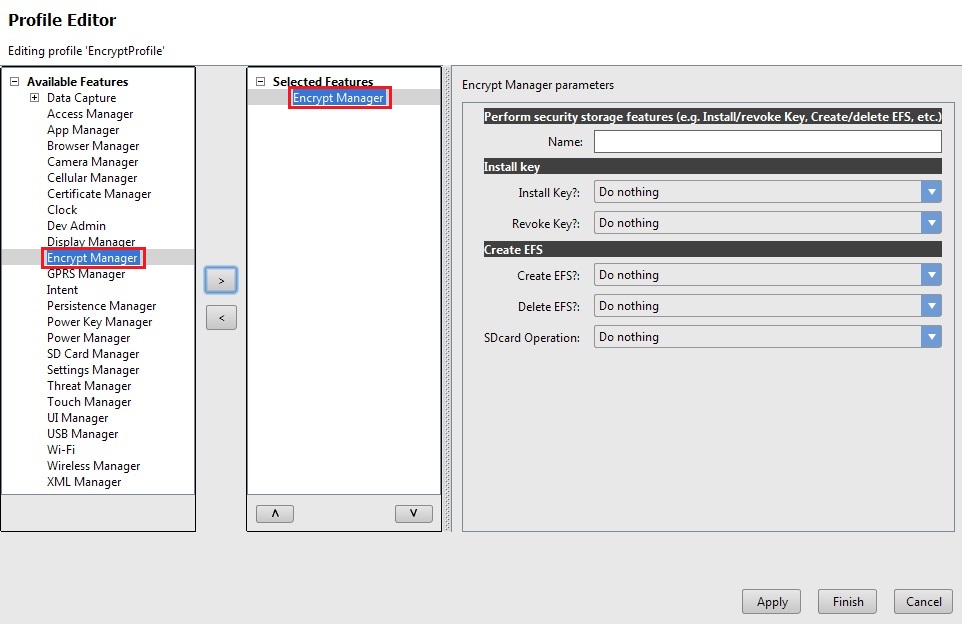 Profile Editor
Editing profile 'EncryptProfile'
Available Features
Data Capture
Access Manager
App Manager
Browser Manager
Camera Manager
Cellular Manager
Certificate Manager
Clock
Dev Admin
Display Manager
Encrypt Manager
GPRS Manager
Intent
Persistence Manager
Power Key Manager
Power Manager
SD Card Manager
Settings Manager
Threat Manager
Touch Manager
UI Manager
USB Manager
Wi-Fi
Wireless Manager
XML Manager
>
<
Selected Features
Encrypt Manager
Λ V
Encrypt Manager parameters
Perform security storage features (e.g. Install/revoke Key, Create/delete EFS, etc.)
Name:
Install key
Install Key?: Do nothing
Revoke Key?: Do nothing
Create EFS
Create EFS?: Do nothing
Delete EFS?: Do nothing
SDcard Operation: Do nothing
Apply Finish Cancel